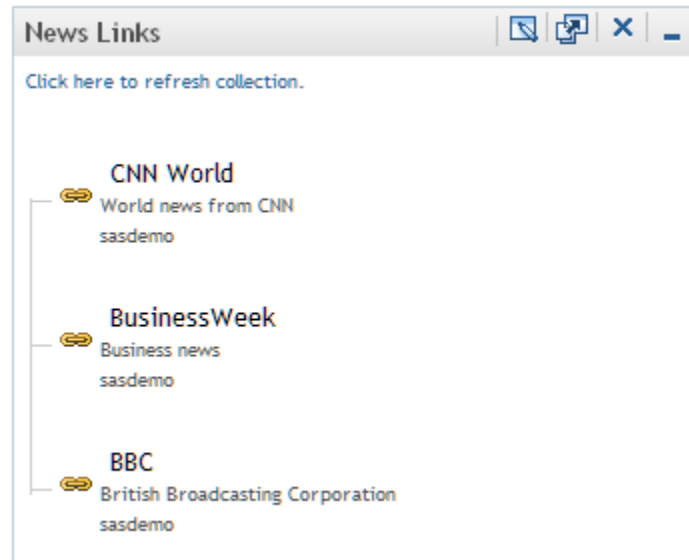 News Links
Click here to refresh collection.
CNN World
World news from CNN
sasdemo
BusinessWeek
Business news
sasdemo
BBC
British Broadcasting Corporation
sasdemo